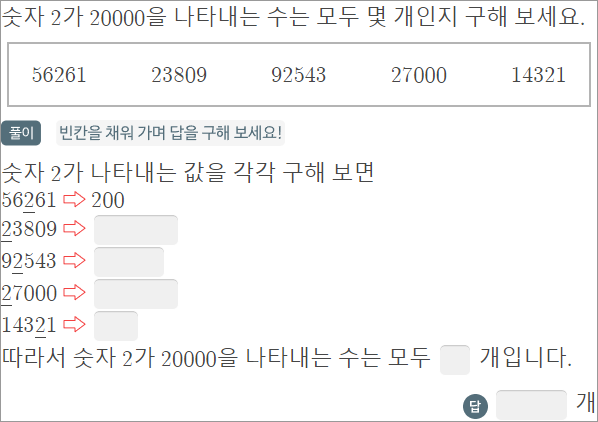 숫자 2가 20000을 나타내는 수는 모두 몇 개인지 구해 보세요.
56261 23809 92543 27000 14321
풀이 빈칸을 채워 가며 답을 구해 보세요!
숫자 2가 나타내는 값을 각각 구해 보면
56261 ⇨ 200
23809 ⇨
92543 ⇨
27000 ⇨
14321 ⇨
따라서 숫자 2가 20000을 나타내는 수는 모두 개입니다.
답 개